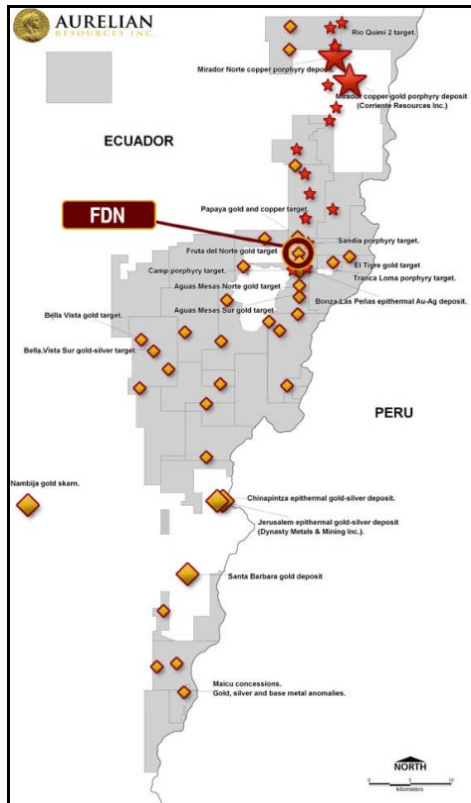 AURELIAN
RESOURCES INC.
Rio Quimi 2 target.
Mirador Norte copper porphyry deposit.
Mirador copper-gold porphyry deposit
(Corriente Resources Inc.)
ECUADOR
Papaya gold and copper target.
FDN
Sandia porphyry target.
Fruta del Norte gold target
El Tigre gold target
Camp porphyry target.
Tranca Loma porphyry target.
Aguas Mesas Norte gold target
Bonza-Las Peñas epithermal Au-Ag deposit.
Aguas Mesas Sur gold target
Bella Vista gold target.
Bella Vista Sur gold-silver target.
PERU
Nambija gold skarn.
Chinapintza epithermal gold-silver deposit.
Jerusalem epithermal gold-silver deposit
(Dynasty Metals & Mining Inc.).
Santa Barbara gold deposit
Maicu concessions.
Gold, silver and base metal anomalies.
NORTH
0 5 10
kilometers